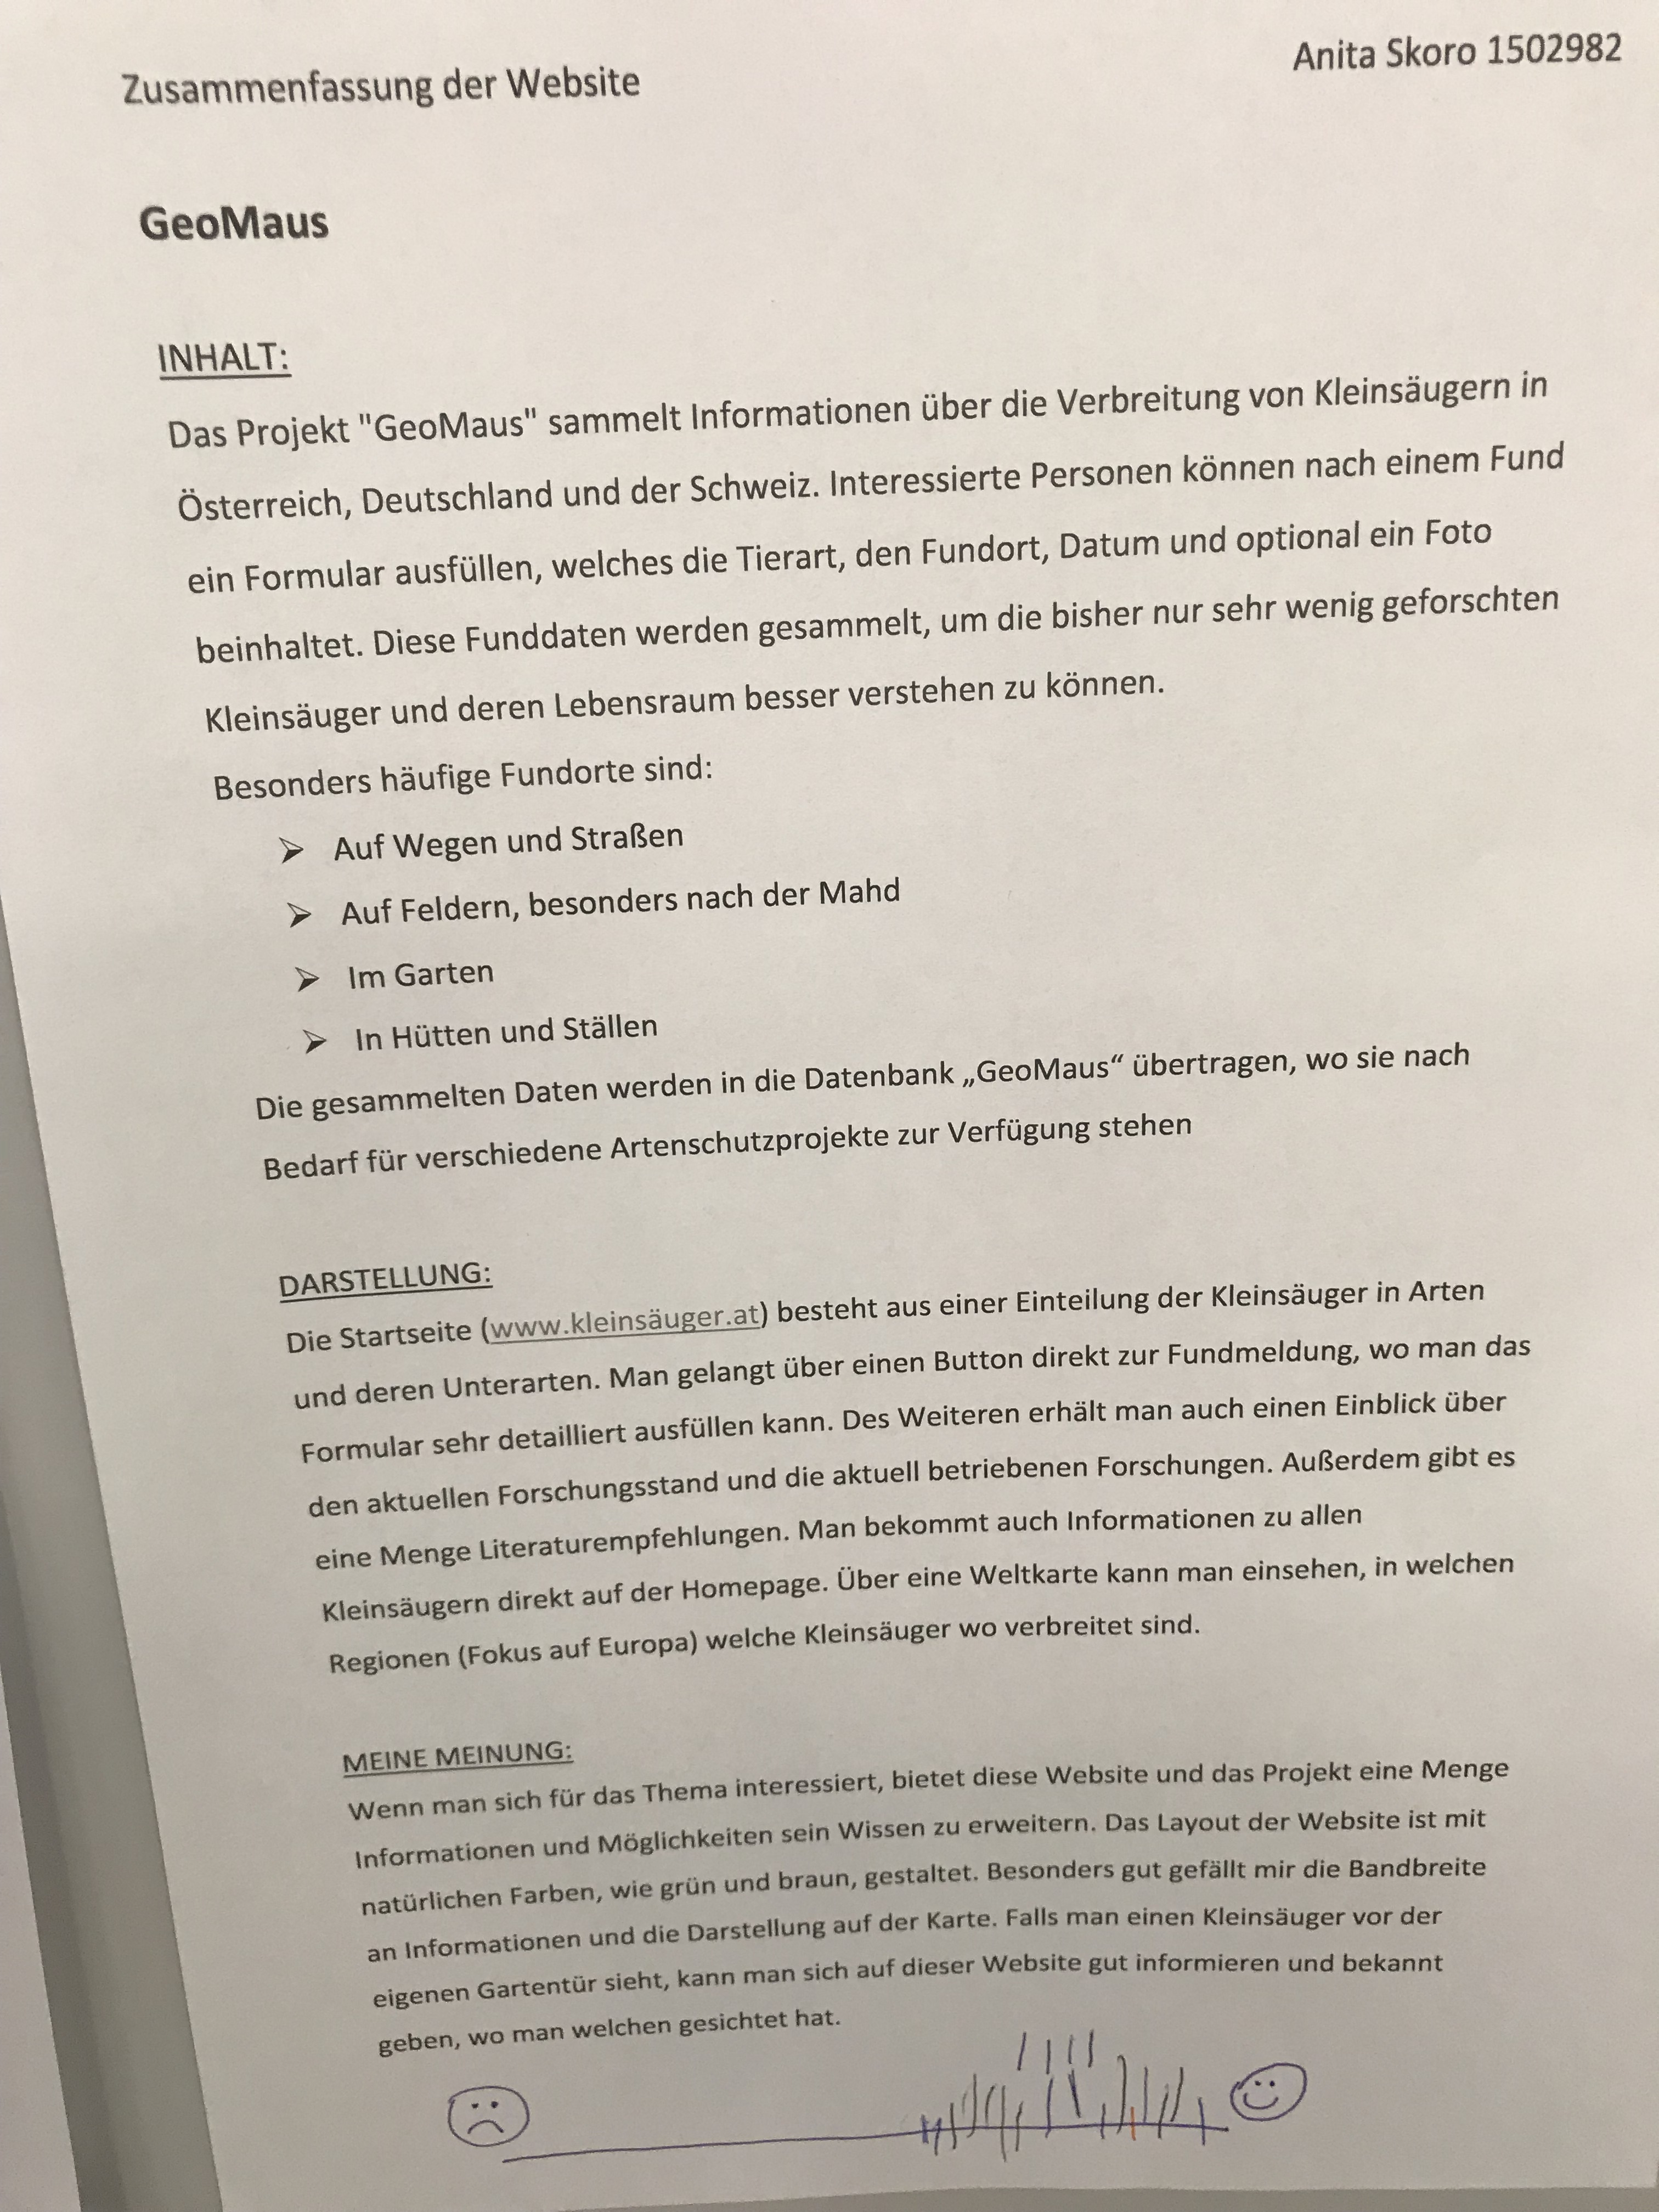 Zusammenfassung der Website
Anita Skoro 1502982
GeoMaus
INHALT:
Das Projekt "GeoMaus" sammelt Informationen über die Verbreitung von Kleinsäugern in
Österreich, Deutschland und der Schweiz. Interessierte Personen können nach einem Fund
ein Formular ausfüllen, welches die Tierart, den Fundort, Datum und optional ein Foto
beinhaltet. Diese Funddaten werden gesammelt, um die bisher nur sehr wenig geforschten
Kleinsäuger und deren Lebensraum besser verstehen zu können.
Besonders häufige Fundorte sind:
➢ Auf Wegen und Straßen
➢ Auf Feldern, besonders nach der Mahd
➢ Im Garten
➢ In Hütten und Ställen
Die gesammelten Daten werden in die Datenbank „GeoMaus“ übertragen, wo sie nach
Bedarf für verschiedene Artenschutzprojekte zur Verfügung stehen
DARSTELLUNG:
Die Startseite (www.kleinsäuger.at) besteht aus einer Einteilung der Kleinsäuger in Arten
und deren Unterarten. Man gelangt über einen Button direkt zur Fundmeldung, wo man das
Formular sehr detailliert ausfüllen kann. Des Weiteren erhält man auch einen Einblick über
den aktuellen Forschungsstand und die aktuell betriebenen Forschungen. Außerdem gibt es
eine Menge Literaturempfehlungen. Man bekommt auch Informationen zu allen
Kleinsäugern direkt auf der Homepage. Über eine Weltkarte kann man einsehen, in welchen
Regionen (Fokus auf Europa) welche Kleinsäuger wo verbreitet sind.
MEINE MEINUNG:
Wenn man sich für das Thema interessiert, bietet diese Website und das Projekt eine Menge
Informationen und Möglichkeiten sein Wissen zu erweitern. Das Layout der Website ist mit
natürlichen Farben, wie grün und braun, gestaltet. Besonders gut gefällt mir die Bandbreite
an Informationen und die Darstellung auf der Karte. Falls man einen Kleinsäuger vor der
eigenen Gartentür sieht, kann man sich auf dieser Website gut informieren und bekannt
geben, wo man welchen gesichtet hat.